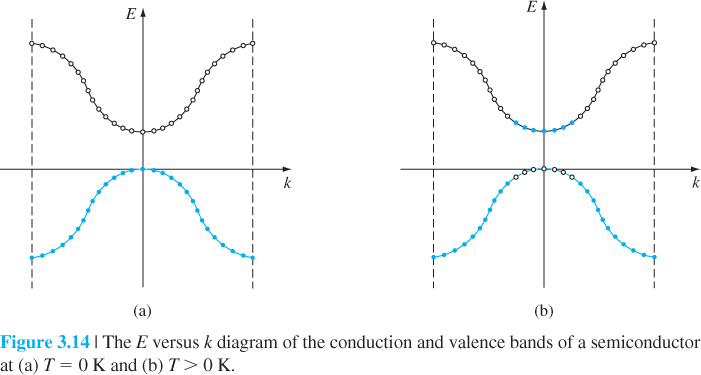 E
E
k
k
(a)
(b)
Figure 3.14 | The E versus k diagram of the conduction and valence bands of a semiconductor
at (a) T = 0 K and (b) T > 0 K.